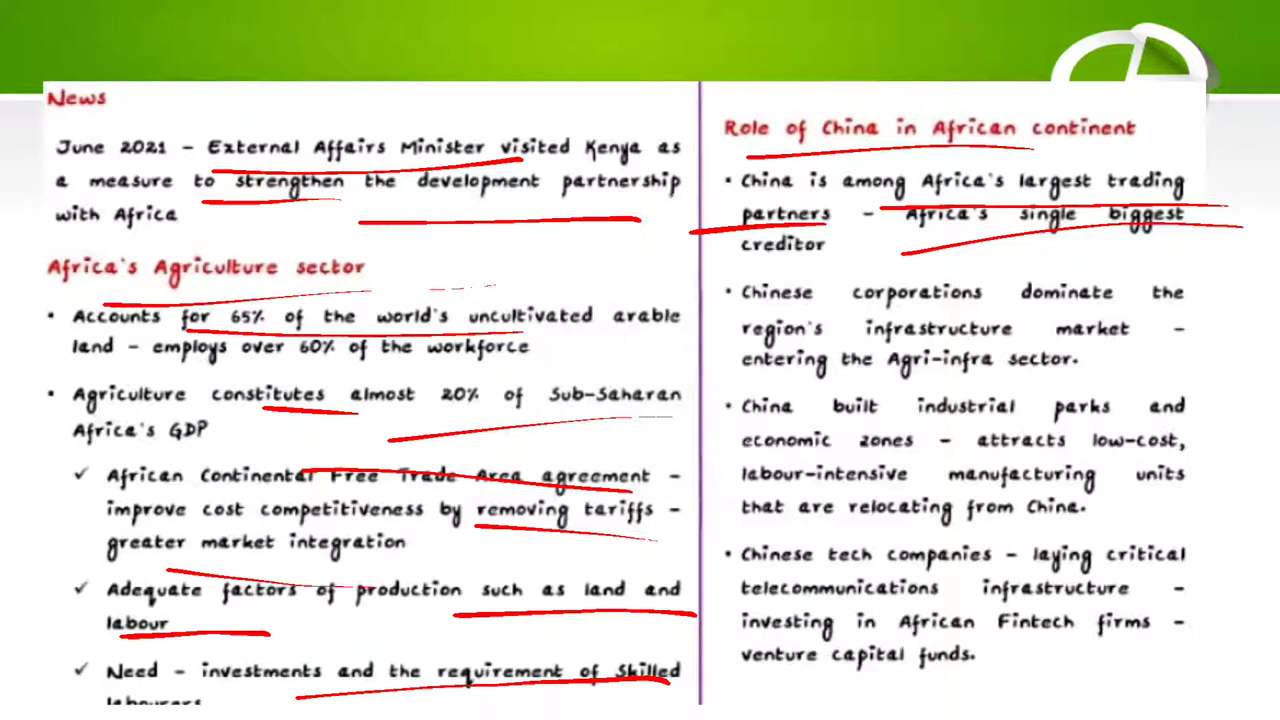 News
June 2021 - External Affairs Minister visited Kenya as
a measure to strengthen the development partnership
with Africa
Africa's Agriculture sector
• Accounts for 65% of the world's uncultivated arable
land - employs over 60% of the workforce
• Agriculture constitutes almost 20% of Sub-Saharan
Africa's GDP
✓ African Continental Free Trade Area agreement -
improve cost competitiveness by removing tariffs -
greater market integration
✓ Adequate factors of production such as land and
labour
✓ Need - investments and the requirement of Skilled
labourers
Role of China in African continent
• China is among Africa's largest trading
partners - Africa's single biggest
creditor
• Chinese corporations dominate the
region's infrastructure market -
entering the Agri-infra sector.
• China built industrial parks and
economic zones - attracts low-cost,
labour-intensive manufacturing units
that are relocating from China.
• Chinese tech companies - laying critical
telecommunications infrastructure -
investing in African Fintech firms -
venture capital funds.